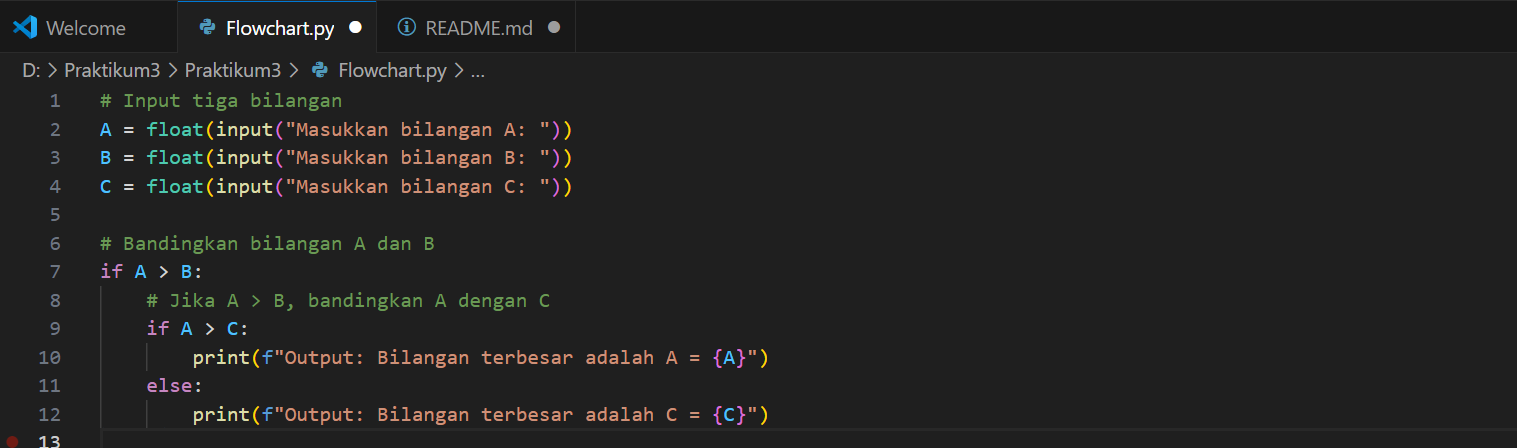 Welcome Flowchart.py README.md
D: > Praktikum3 > Praktikum3 > Flowchart.py > ...
1 # Input tiga bilangan
2 A = float(input("Masukkan bilangan A: "))
3 B = float(input("Masukkan bilangan B: "))
4 C = float(input("Masukkan bilangan C: "))
5
6 # Bandingkan bilangan A dan B
7 if A > B:
8     # Jika A > B, bandingkan A dengan C
9     if A > C:
10         print(f"Output: Bilangan terbesar adalah A = {A}")
11     else:
12         print(f"Output: Bilangan terbesar adalah C = {C}")
13